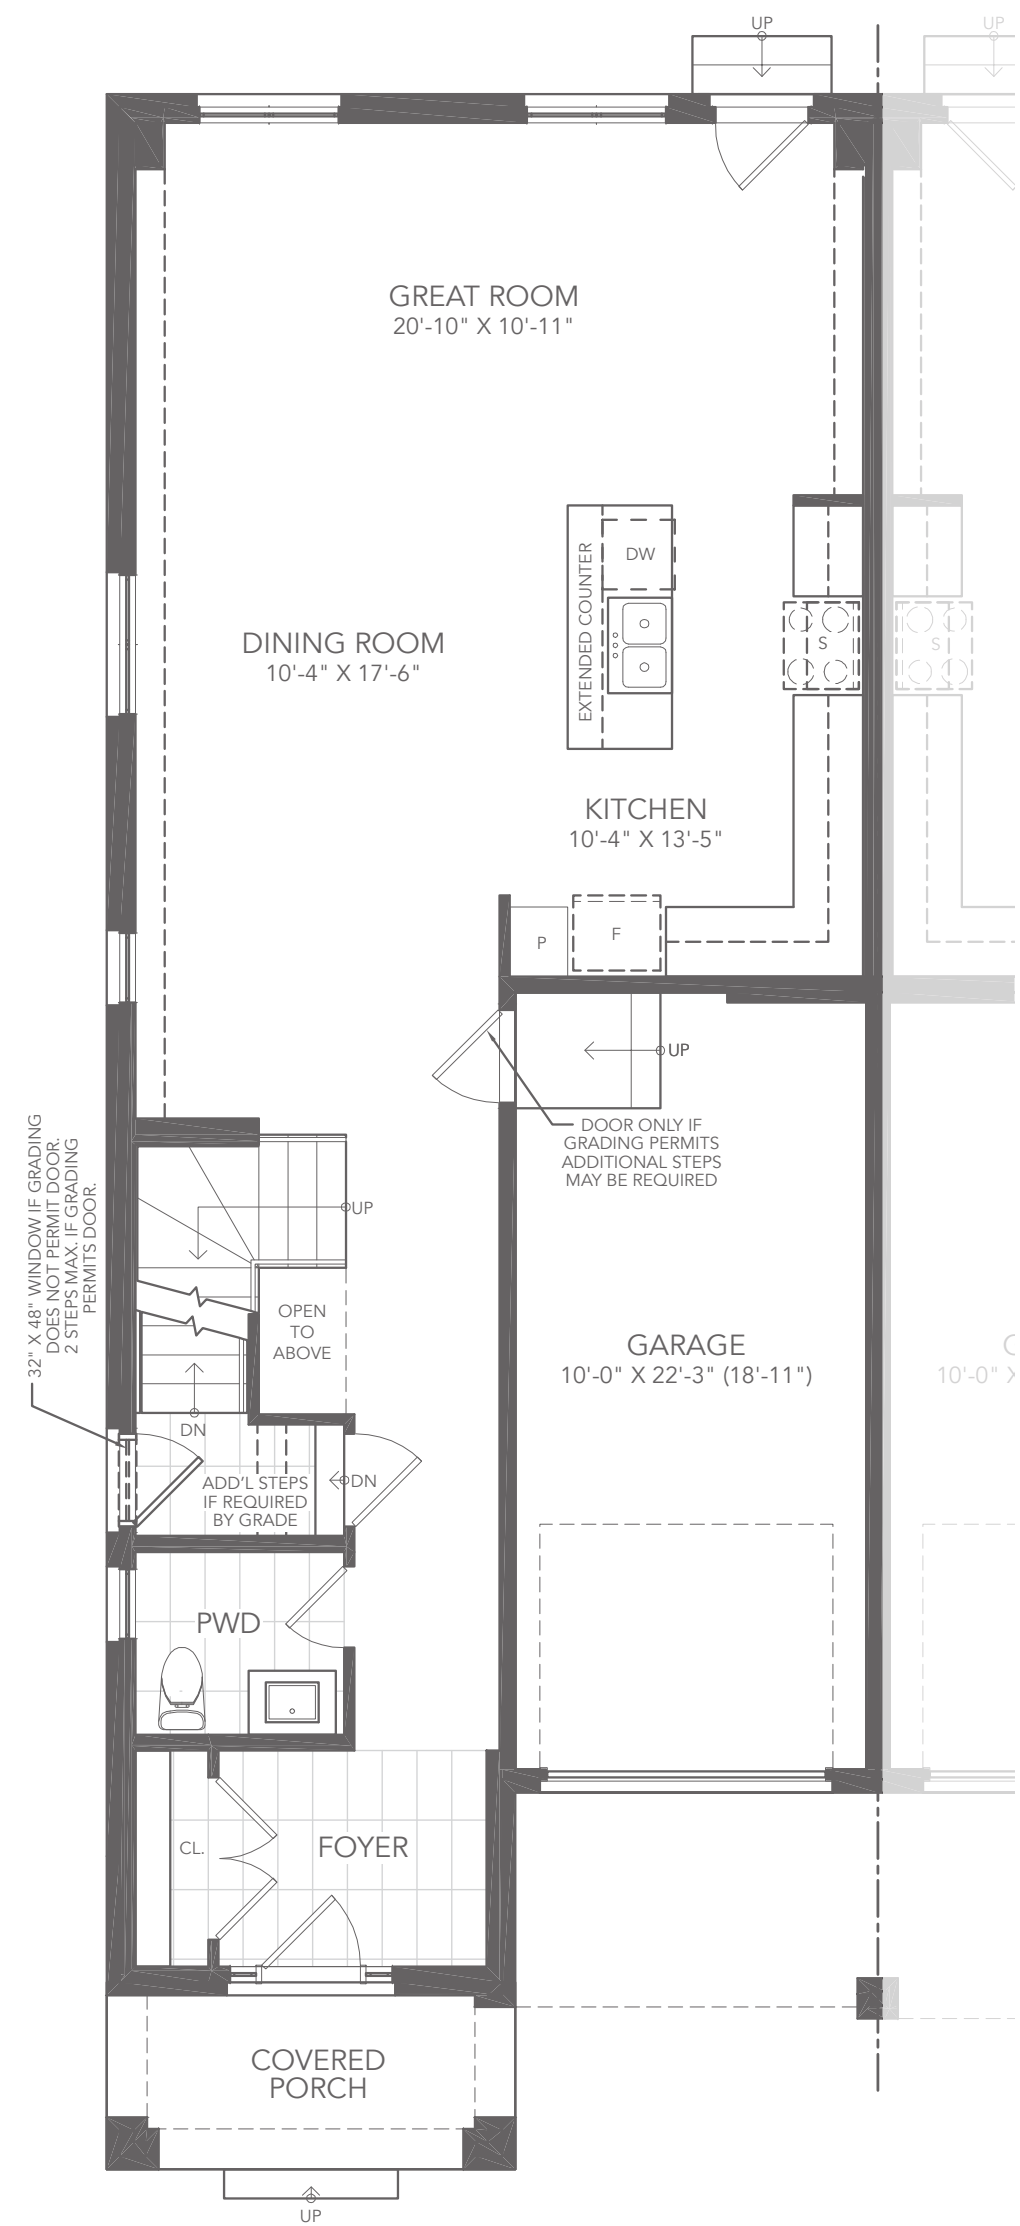 UP
UP
GREAT ROOM
20'-10" X 10'-11"
DW
EXTENDED COUNTER
S
S
DINING ROOM
10'-4" X 17'-6"
KITCHEN
10'-4" X 13'-5"
P
F
UP
DOOR ONLY IF
GRADING PERMITS
ADDITIONAL STEPS
MAY BE REQUIRED
32" X 48" WINDOW IF GRADING
DOES NOT PERMIT DOOR.
2 STEPS MAX. IF GRADING
PERMITS DOOR.
UP
OPEN
TO
ABOVE
GARAGE
10'-0" X 22'-3" (18'-11")
10'-0" X
DN
DN
ADD'L STEPS
IF REQUIRED
BY GRADE
PWD
CL.
FOYER
COVERED
PORCH
UP